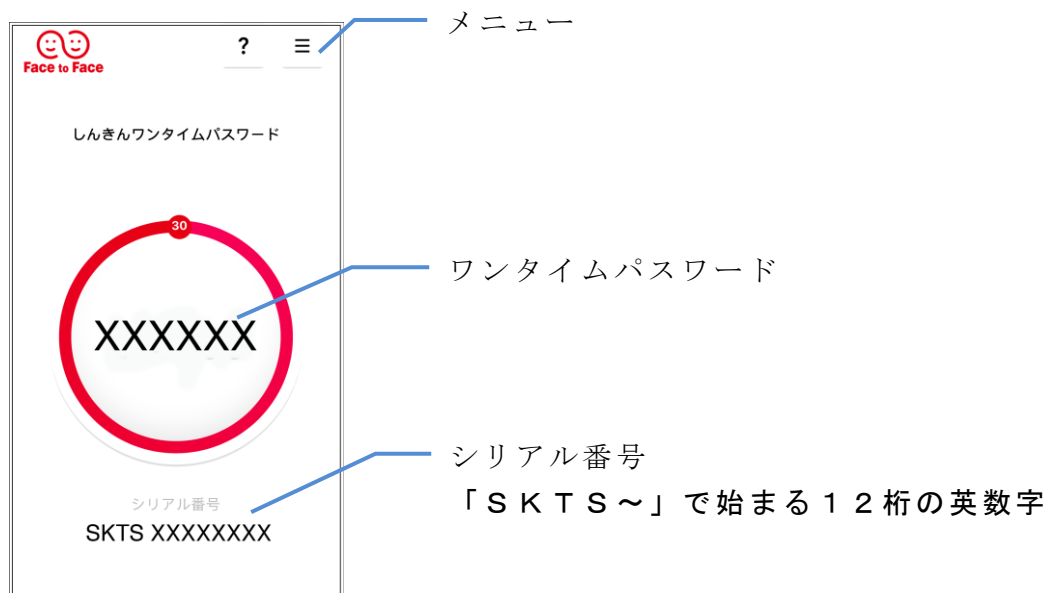 メニュー
Face to Face
?
しんきんワンタイムパスワード
30
ワンタイムパスワード
XXXXXX
シリアル番号
「ＳＫＴＳ～」で始まる１２桁の英数字
シリアル番号
SKTS XXXXXXXX